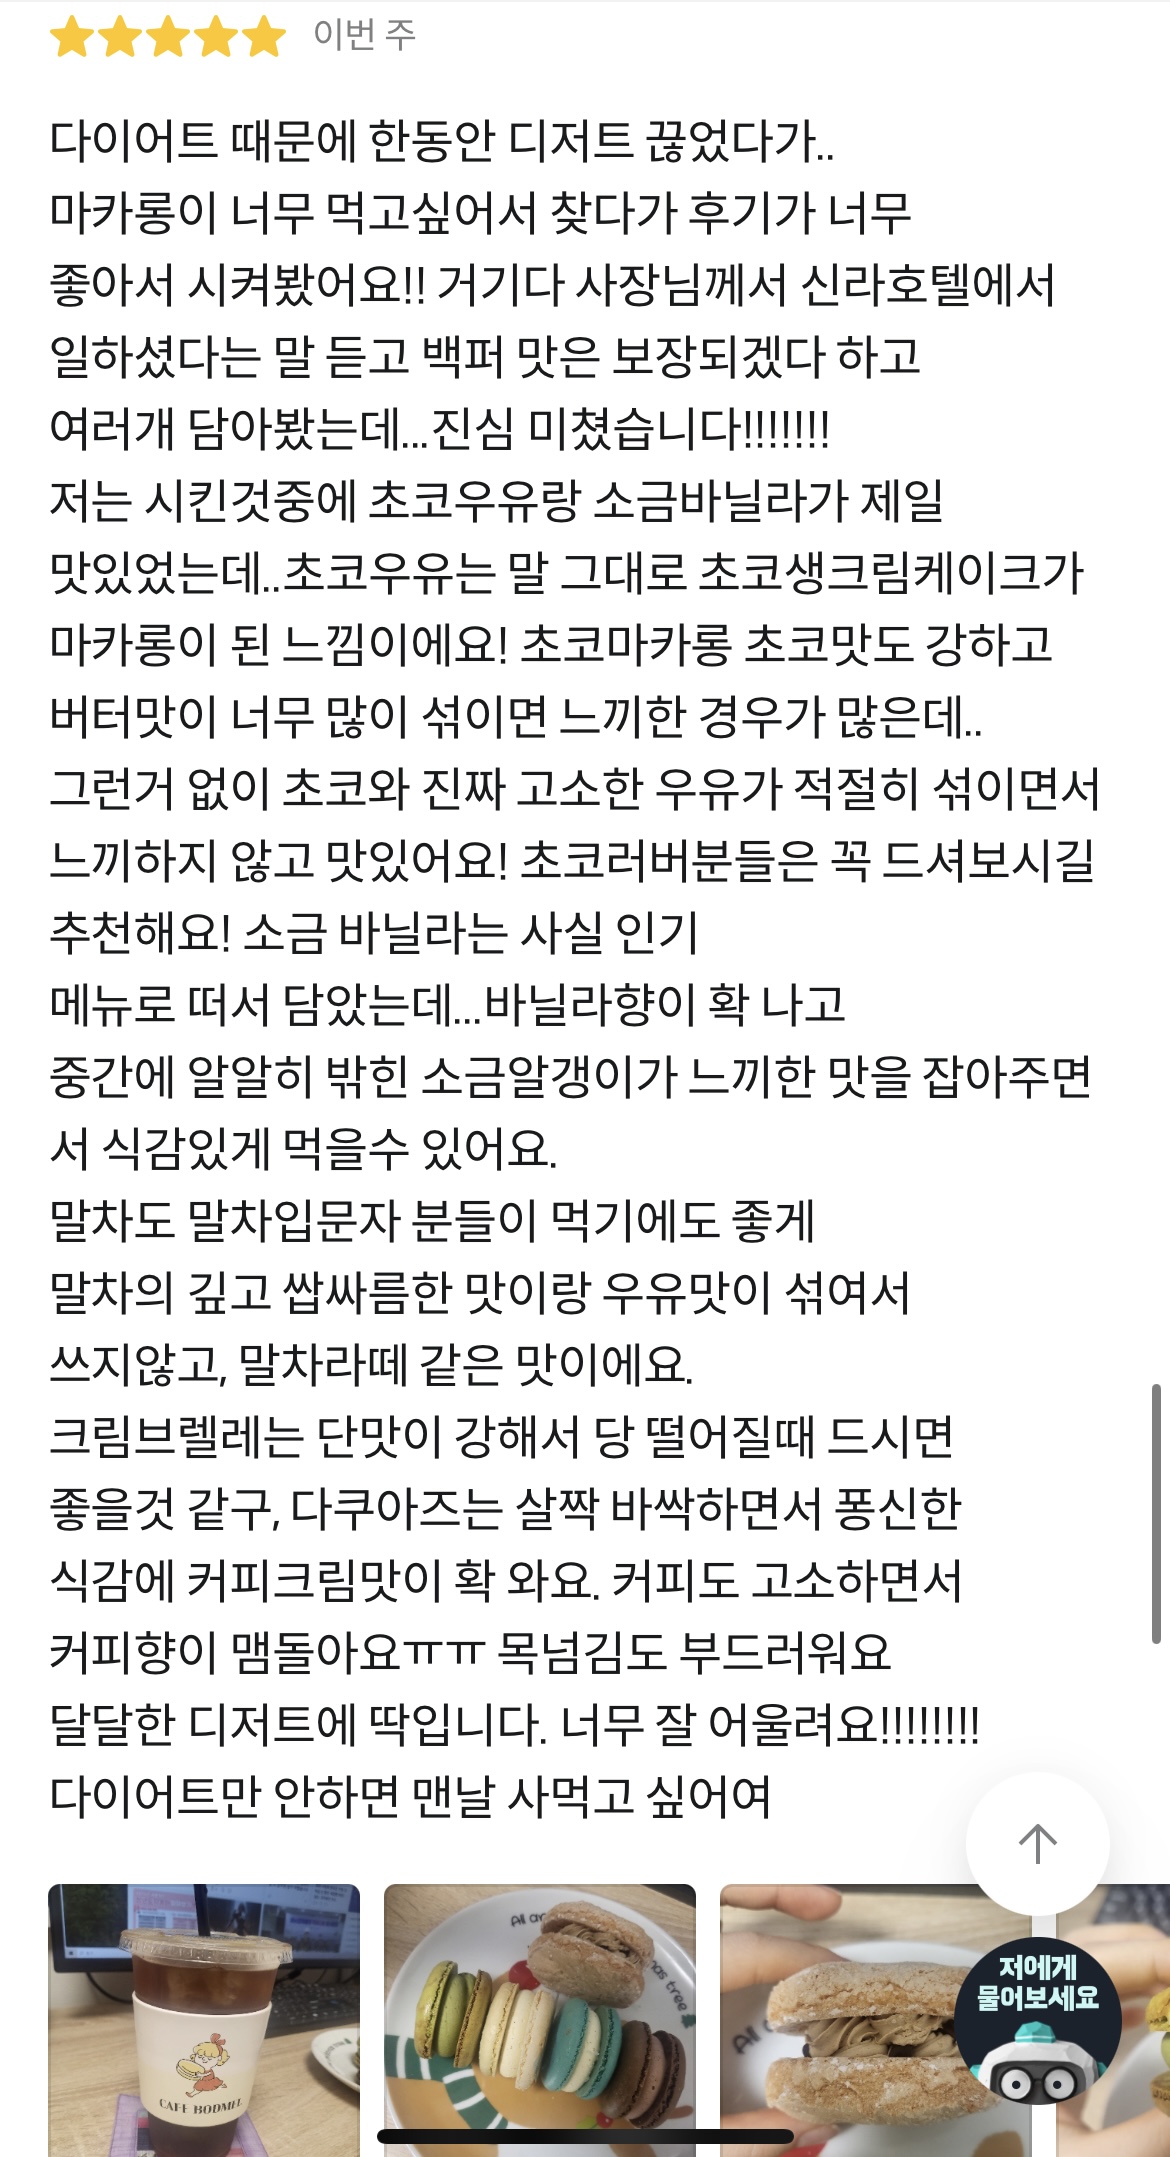 이번 주
다이어트 때문에 한동안 디저트 끊었다가..
마카롱이 너무 먹고싶어서 찾다가 후기가 너무
좋아서 시켜봤어요!! 거기다 사장님께서 신라호텔에서
일하셨다는 말 듣고 백퍼 맛은 보장되겠다 하고
여러개 담아봤는데...진심 미쳤습니다!!!!!!!
저는 시킨것중에 초코우유랑 소금바닐라가 제일
맛있었는데..초코우유는 말 그대로 초코생크림케이크가
마카롱이 된 느낌이에요! 초코마카롱 초코맛도 강하고
버터맛이 너무 많이 섞이면 느끼한 경우가 많은데..
그런거 없이 초코와 진짜 고소한 우유가 적절히 섞이면서
느끼하지 않고 맛있어요! 초코러버분들은 꼭 드셔보시길
추천해요! 소금 바닐라는 사실 인기
메뉴로 떠서 담았는데...바닐라향이 확 나고
중간에 알알히 밖힌 소금알갱이가 느끼한 맛을 잡아주면
서 식감있게 먹을수 있어요.
말차도 말차입문자 분들이 먹기에도 좋게
말차의 깊고 쌉싸름한 맛이랑 우유맛이 섞여서
쓰지않고, 말차라떼 같은 맛이에요.
크림브렐레는 단맛이 강해서 당 떨어질때 드시면
좋을것 같구, 다쿠아즈는 살짝 바싹하면서 퐁신한
식감에 커피크림맛이 확 와요. 커피도 고소하면서
커피향이 맴돌아요ㅠㅠ 목넘김도 부드러워요
달달한 디저트에 딱입니다. 너무 잘 어울려요!!!!!!!!
다이어트만 안하면 맨날 사먹고 싶어여
CAFE BODMEL
All
has tree
All
저에게
물어보세요